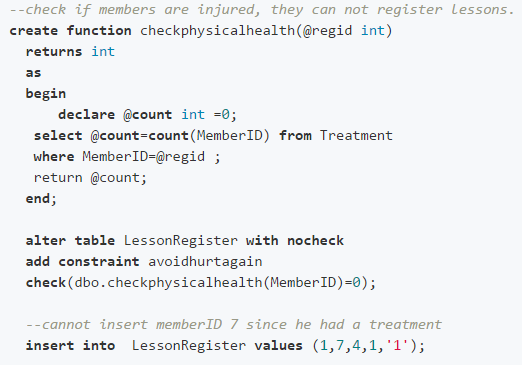 --check if members are injured, they can not register lessons.
create function checkphysicalhealth(@regid int)
returns int
as
begin
declare @count int =0;
select @count=count(MemberID) from Treatment
where MemberID=@regid ;
return @count;
end;
alter table LessonRegister with nocheck
add constraint avoidhurtagain
check(dbo.checkphysicalhealth(MemberID)=0);
--cannot insert memberID 7 since he had a treatment
insert into  LessonRegister values (1,7,4,1,'1');